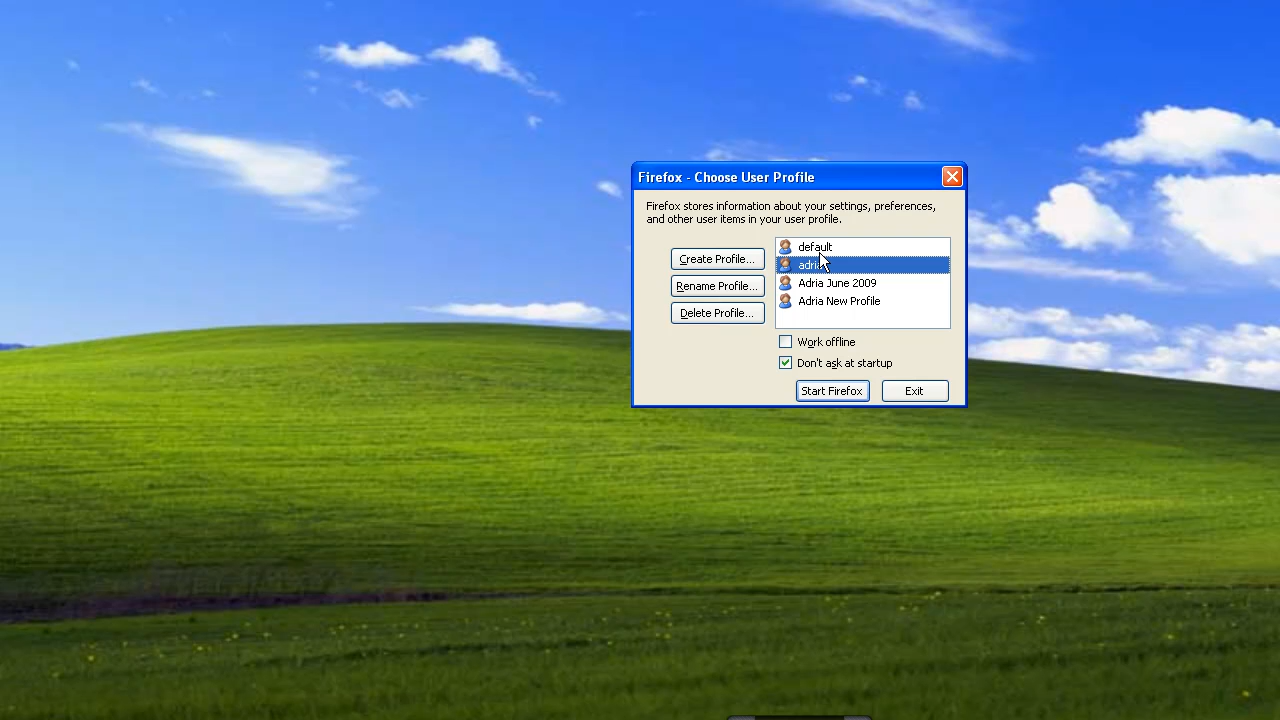 Firefox - Choose User Profile
Firefox stores information about your settings, preferences,
and other user items in your user profile.
default
Create Profile...
Adria June 2009
Rename Profile...
Adria New Profile
Delete Profile...
Work offline
Don't ask at startup
Start Firefox
Exit